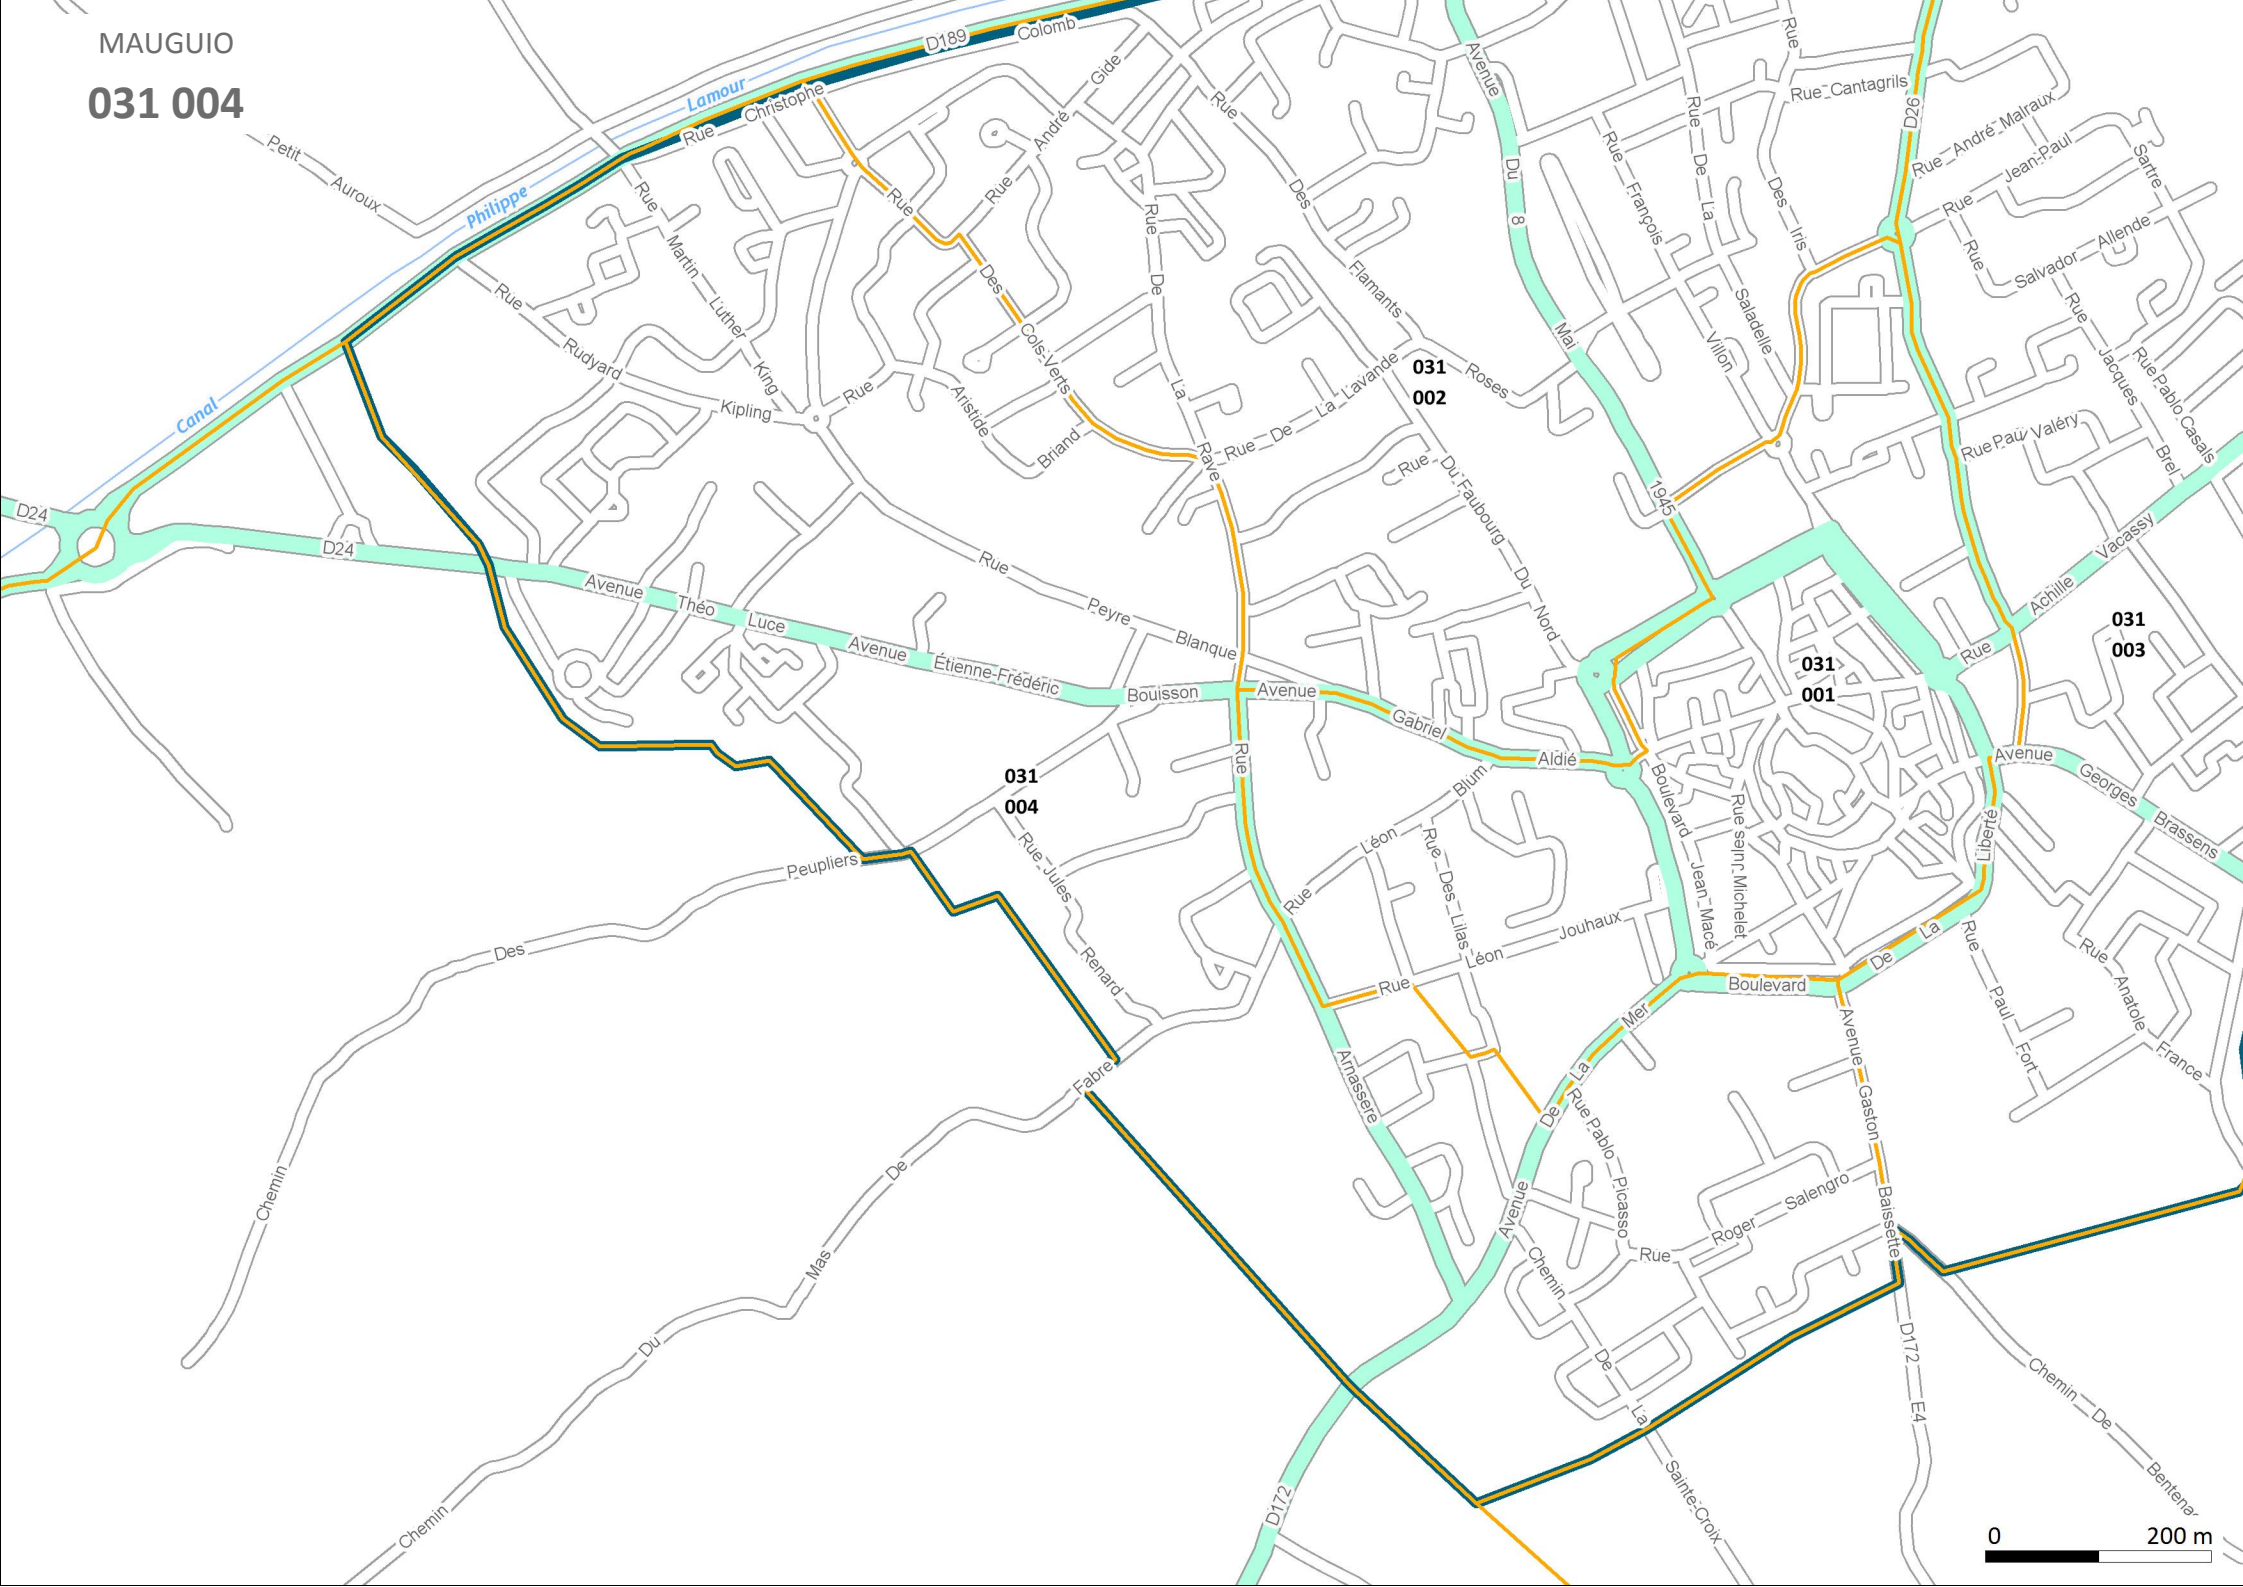 MAUGUIO
031 004
Petit
Auroux
Canal
Philippe
Lamour
D189
Rue
Christophe
Colomb
D24
D24
Rue
Martin
Luther
King
Rue
Rudyard
Kipling
Rue
Aristide
Briand
Rue
André
Gide
Rue
Des
Cols-Verts
Rue
De
La
Rave
Rue
De
La
Lavande
Rue
Des
Flamants
Roses
Avenue
Du
8
Mai
1945
Rue
François
Villon
Rue
De
La
Saladelle
Rue
Des
Iris
Rue
Cantagrils
D26
Rue
André
Malraux
Rue
Jean-Paul
Sartre
Rue
Salvador
Allende
Rue
Jacques
Brel
Rue
Pablo
Casals
Rue
Valéry
031
002
Rue
Du
Faubourg
Du
Nord
Avenue
Théo
Luce
Avenue
Étienne-Frédéric
Bouisson
Rue
Peyre
Blanque
Avenue
Gabriel
Aldié
Rue
Achille
Vacassy
031
003
031
001
031
004
Rue
Arnassere
Rue
Léon
Blum
Rue
Des
Lilas
Rue
Léon
Jouhaux
Boulevard
Jean
Macé
Rue
Michelet
Boulevard
De
La
Liberté
Avenue
Georges
Brassens
Rue
Jules
Renard
Peupliers
Des
Chemin
Fabre
De
Mas
Du
Chemin
Avenue
De
La
Mer
Rue
Pablo
Picasso
Avenue
Gaston
Baissette
Rue
Paul
Fort
Rue
Anatole
France
Rue
Roger
Salengro
Chemin
De
La
Sainte-Croix
D172
D172
E4
Chemin
De
0
200 m